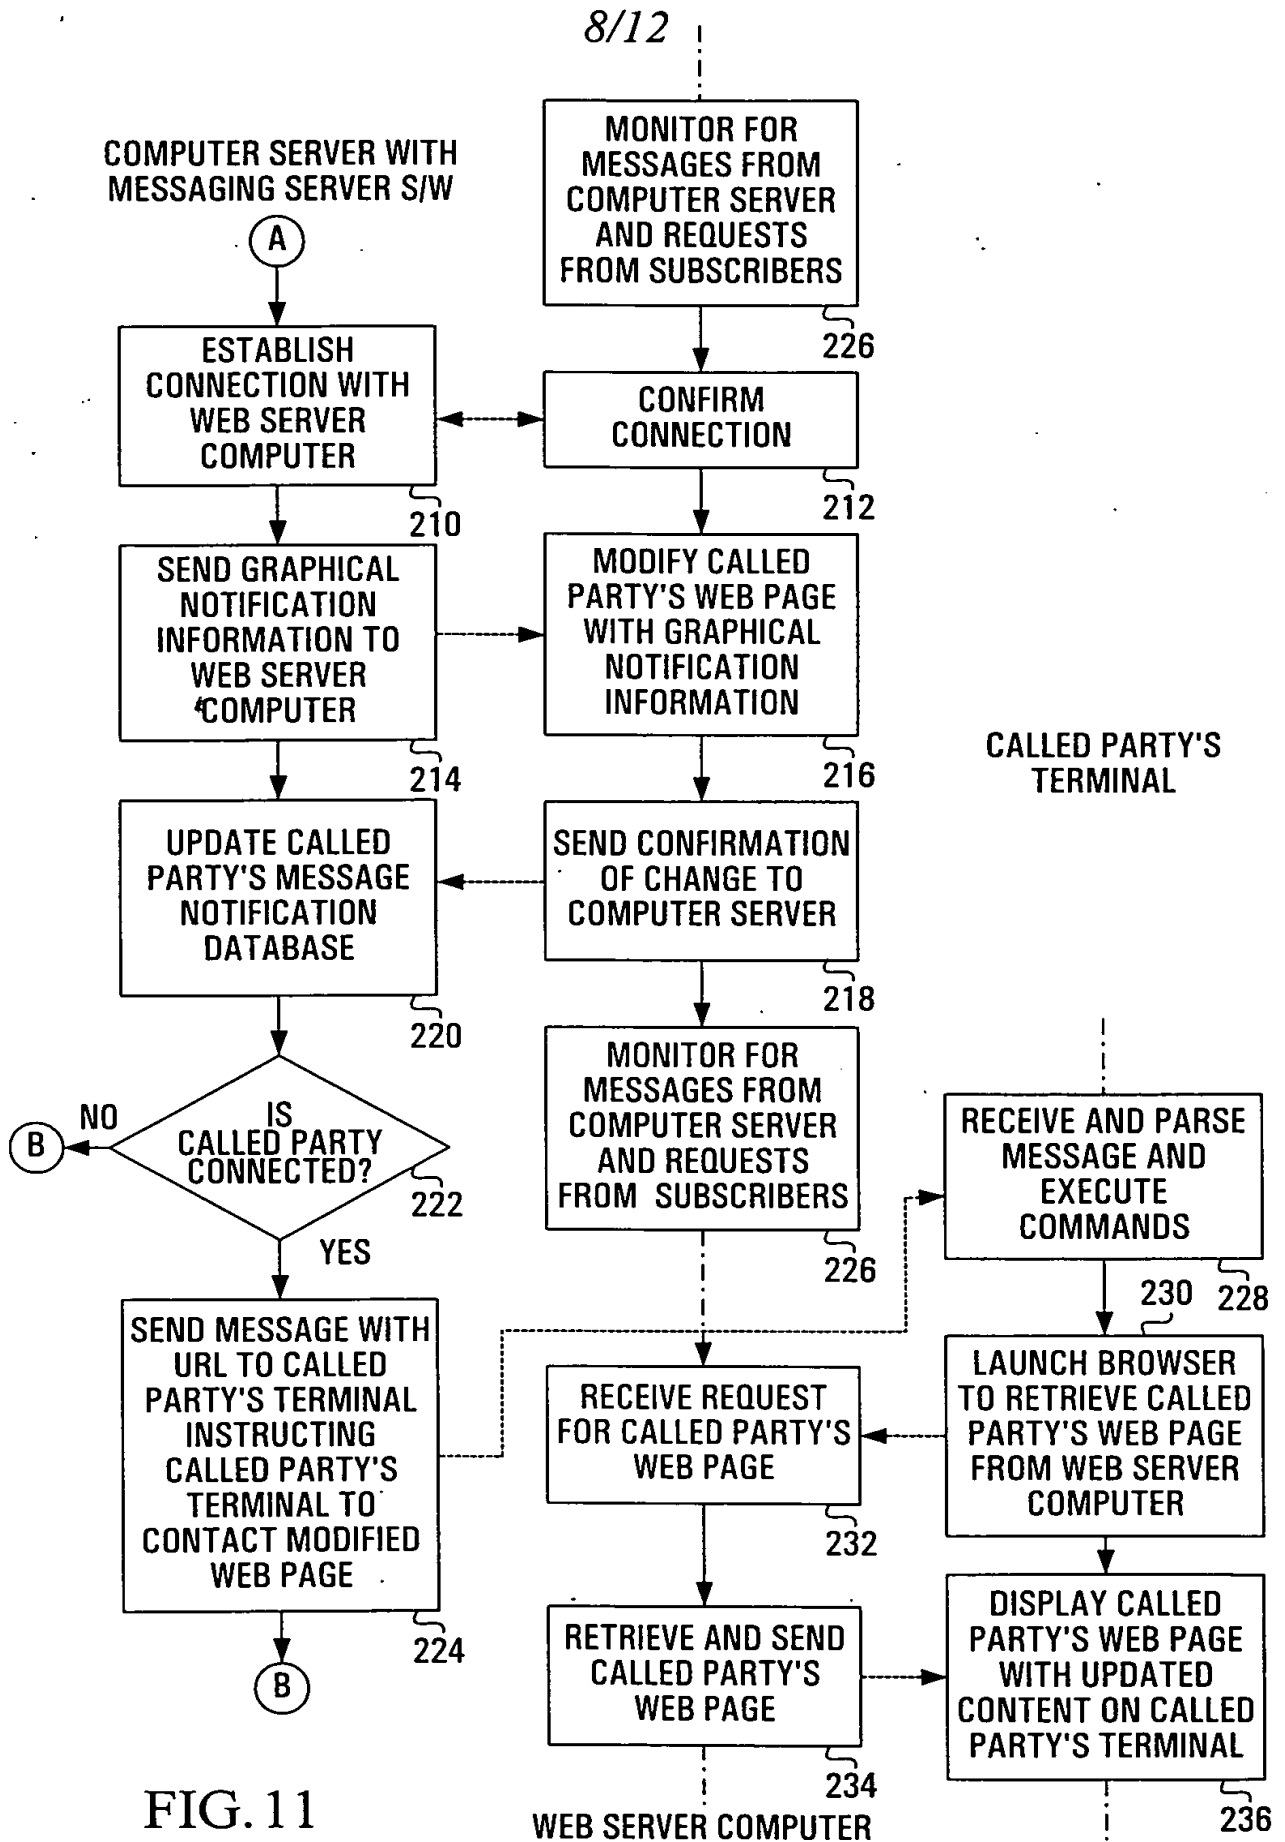 8/12
COMPUTER SERVER WITH
MESSAGING SERVER S/W
A
ESTABLISH
CONNECTION WITH
WEB SERVER
COMPUTER
210
SEND GRAPHICAL
NOTIFICATION
INFORMATION TO
WEB SERVER
COMPUTER
214
UPDATE CALLED
PARTY'S MESSAGE
NOTIFICATION
DATABASE
220
IS
CALLED PARTY
CONNECTED?
222
NO
B
YES
SEND MESSAGE WITH
URL TO CALLED
PARTY'S TERMINAL
INSTRUCTING
CALLED PARTY'S
TERMINAL TO
CONTACT MODIFIED
WEB PAGE
224
B
MONITOR FOR
MESSAGES FROM
COMPUTER SERVER
AND REQUESTS
FROM SUBSCRIBERS
226
CONFIRM
CONNECTION
212
MODIFY CALLED
PARTY'S WEB PAGE
WITH GRAPHICAL
NOTIFICATION
INFORMATION
216
SEND CONFIRMATION
OF CHANGE TO
COMPUTER SERVER
218
MONITOR FOR
MESSAGES FROM
COMPUTER SERVER
AND REQUESTS
FROM SUBSCRIBERS
226
RECEIVE REQUEST
FOR CALLED PARTY'S
WEB PAGE
232
RETRIEVE AND SEND
CALLED PARTY'S
WEB PAGE
234
WEB SERVER COMPUTER
CALLED PARTY'S
TERMINAL
RECEIVE AND PARSE
MESSAGE AND
EXECUTE
COMMANDS
228
230
LAUNCH BROWSER
TO RETRIEVE CALLED
PARTY'S WEB PAGE
FROM WEB SERVER
COMPUTER
DISPLAY CALLED
PARTY'S WEB PAGE
WITH UPDATED
CONTENT ON CALLED
PARTY'S TERMINAL
236
FIG. 11